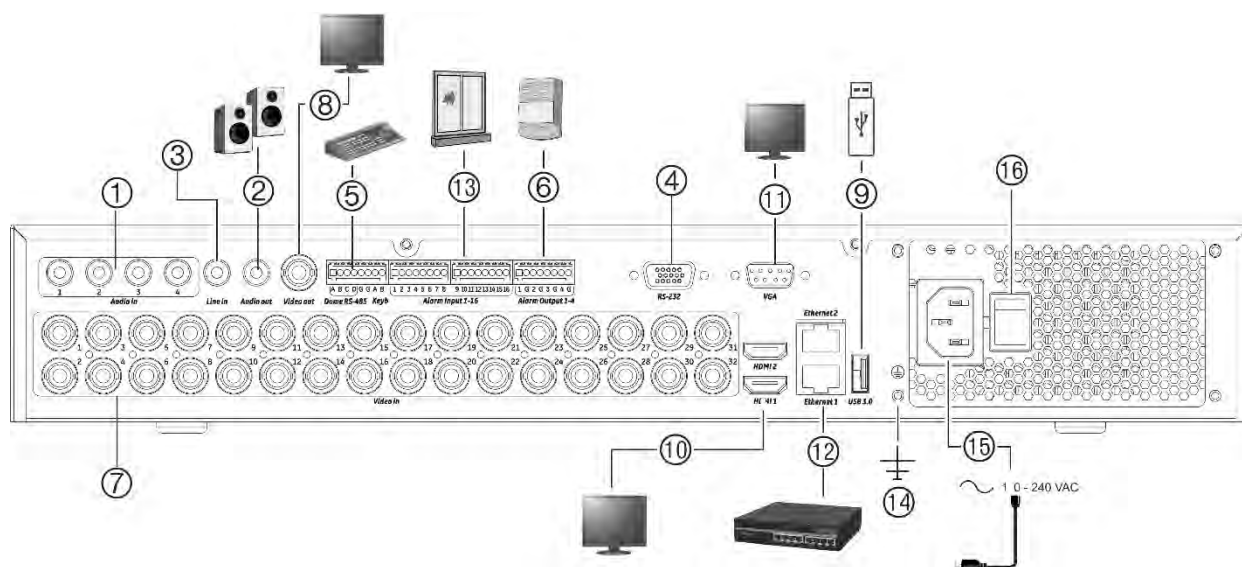 ⑧
③
②
⑤
⑬
⑥
④
⑪
⑨
⑯
①
1 2 3 4
Audio in
Line in
Audio out
Video out
A B C D G G A B
Dome RS-485 Keyb
1 2 3 4 5 6 7 8
9 10 11 12 13 14 15 16
Alarm Input 1-16
1 G 2 G 3 G 4 G
Alarm Output 1-4
RS-232
VGA
Ethernet 2
1 3 5 7 9 11 13 15 17 19 21 23 25 27 29 31
2 4 6 8 10 12 14 16 18 20 22 24 26 28 30 32
Video in
HDMI 2
Ethernet 1
USB 3.0
⑦
⑩
⑫
⑭
⑮
1 0 - 240 VAC